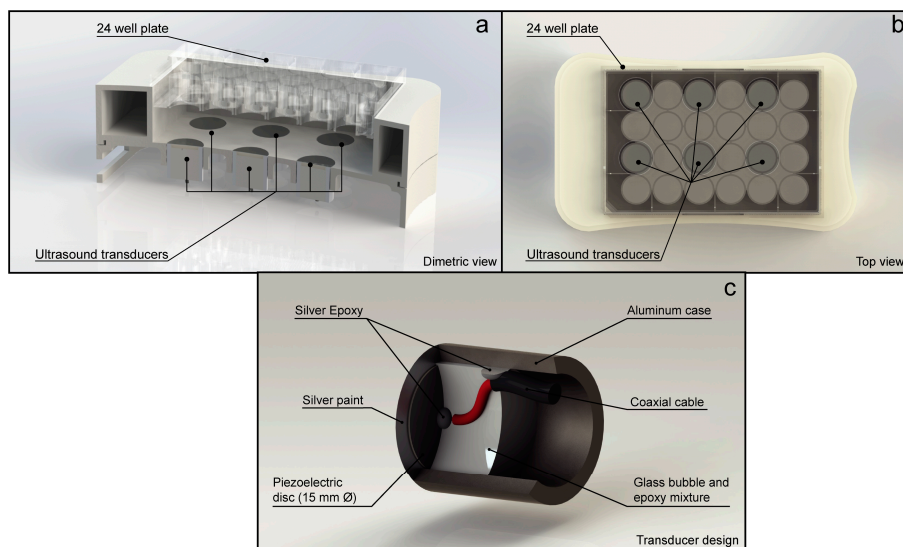 a
24 well plate
Ultrasound transducers
Dimetric view
b
24 well plate
Ultrasound transducers
Top view
c
Silver Epoxy
Aluminum case
Silver paint
Coaxial cable
Piezoelectric
disc (15 mm Ø)
Glass bubble and
epoxy mixture
Transducer design